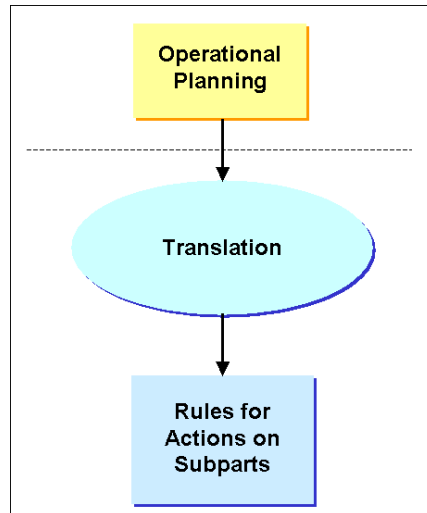 Operational
Planning
Translation
Rules for
Actions on
Subparts